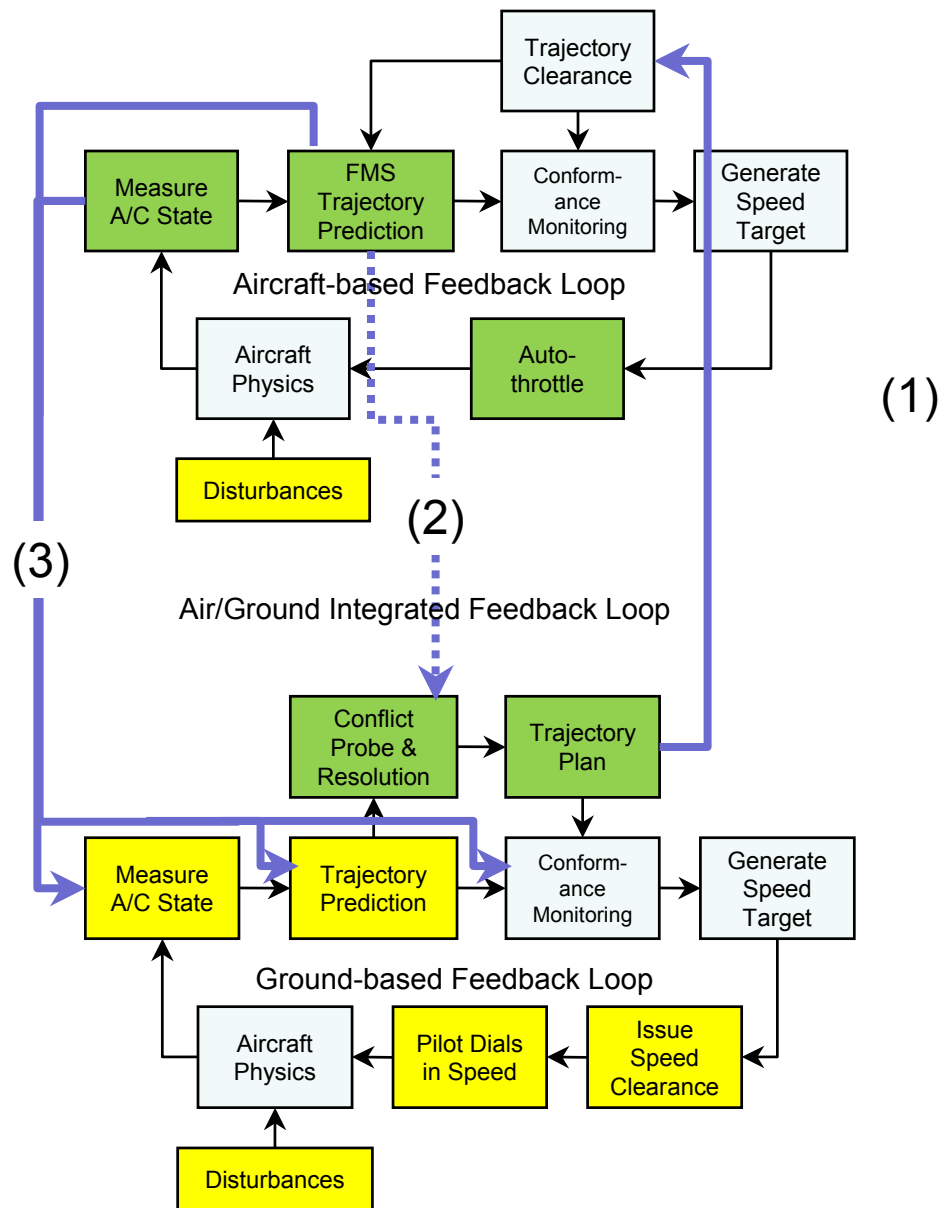 Trajectory
Clearance
Measure
A/C State
FMS
Trajectory
Prediction
Conform-
ance
Monitoring
Generate
Speed
Target
Aircraft-based Feedback Loop
Aircraft
Physics
Auto-
throttle
(1)
Disturbances
(2)
(3)
Air/Ground Integrated Feedback Loop
Conflict
Probe &
Resolution
Trajectory
Plan
Measure
A/C State
Trajectory
Prediction
Conform-
ance
Monitoring
Generate
Speed
Target
Ground-based Feedback Loop
Aircraft
Physics
Pilot Dials
in Speed
Issue
Speed
Clearance
Disturbances